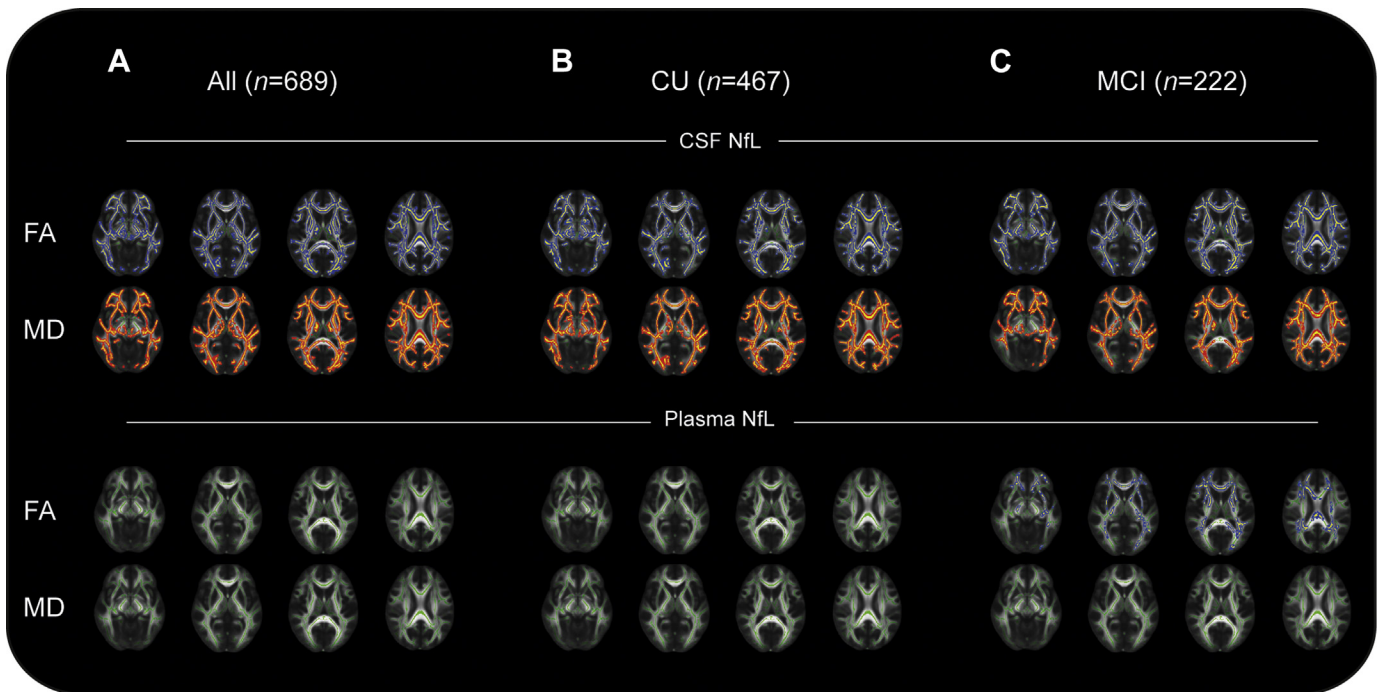 A B C
All (n=689) CU (n=467) MCI (n=222)
CSF NfL
FA
MD
Plasma NfL
FA
MD